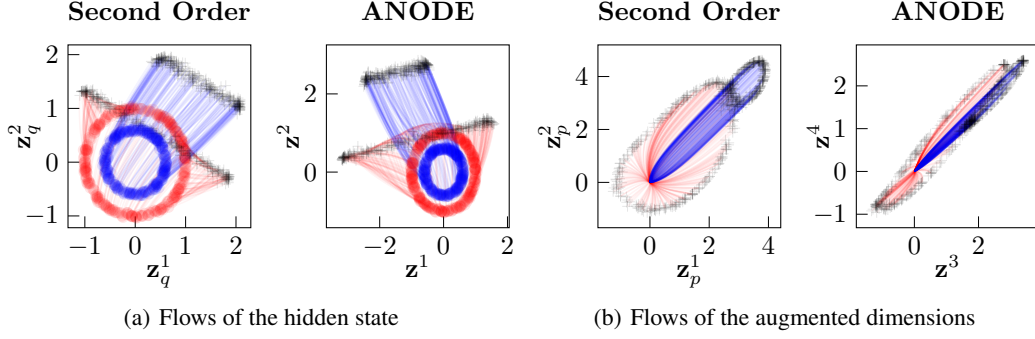 Second Order
ANODE
Second Order
ANODE
2
1
0
−1
z_q^2
−1 0 1 2
z_q^1
2
0
z^2
−2 0 2
z^1
4
2
0
z_p^2
0 2 4
z_p^1
2
1
0
−1
z^4
0 2
z^3
(a) Flows of the hidden state
(b) Flows of the augmented dimensions